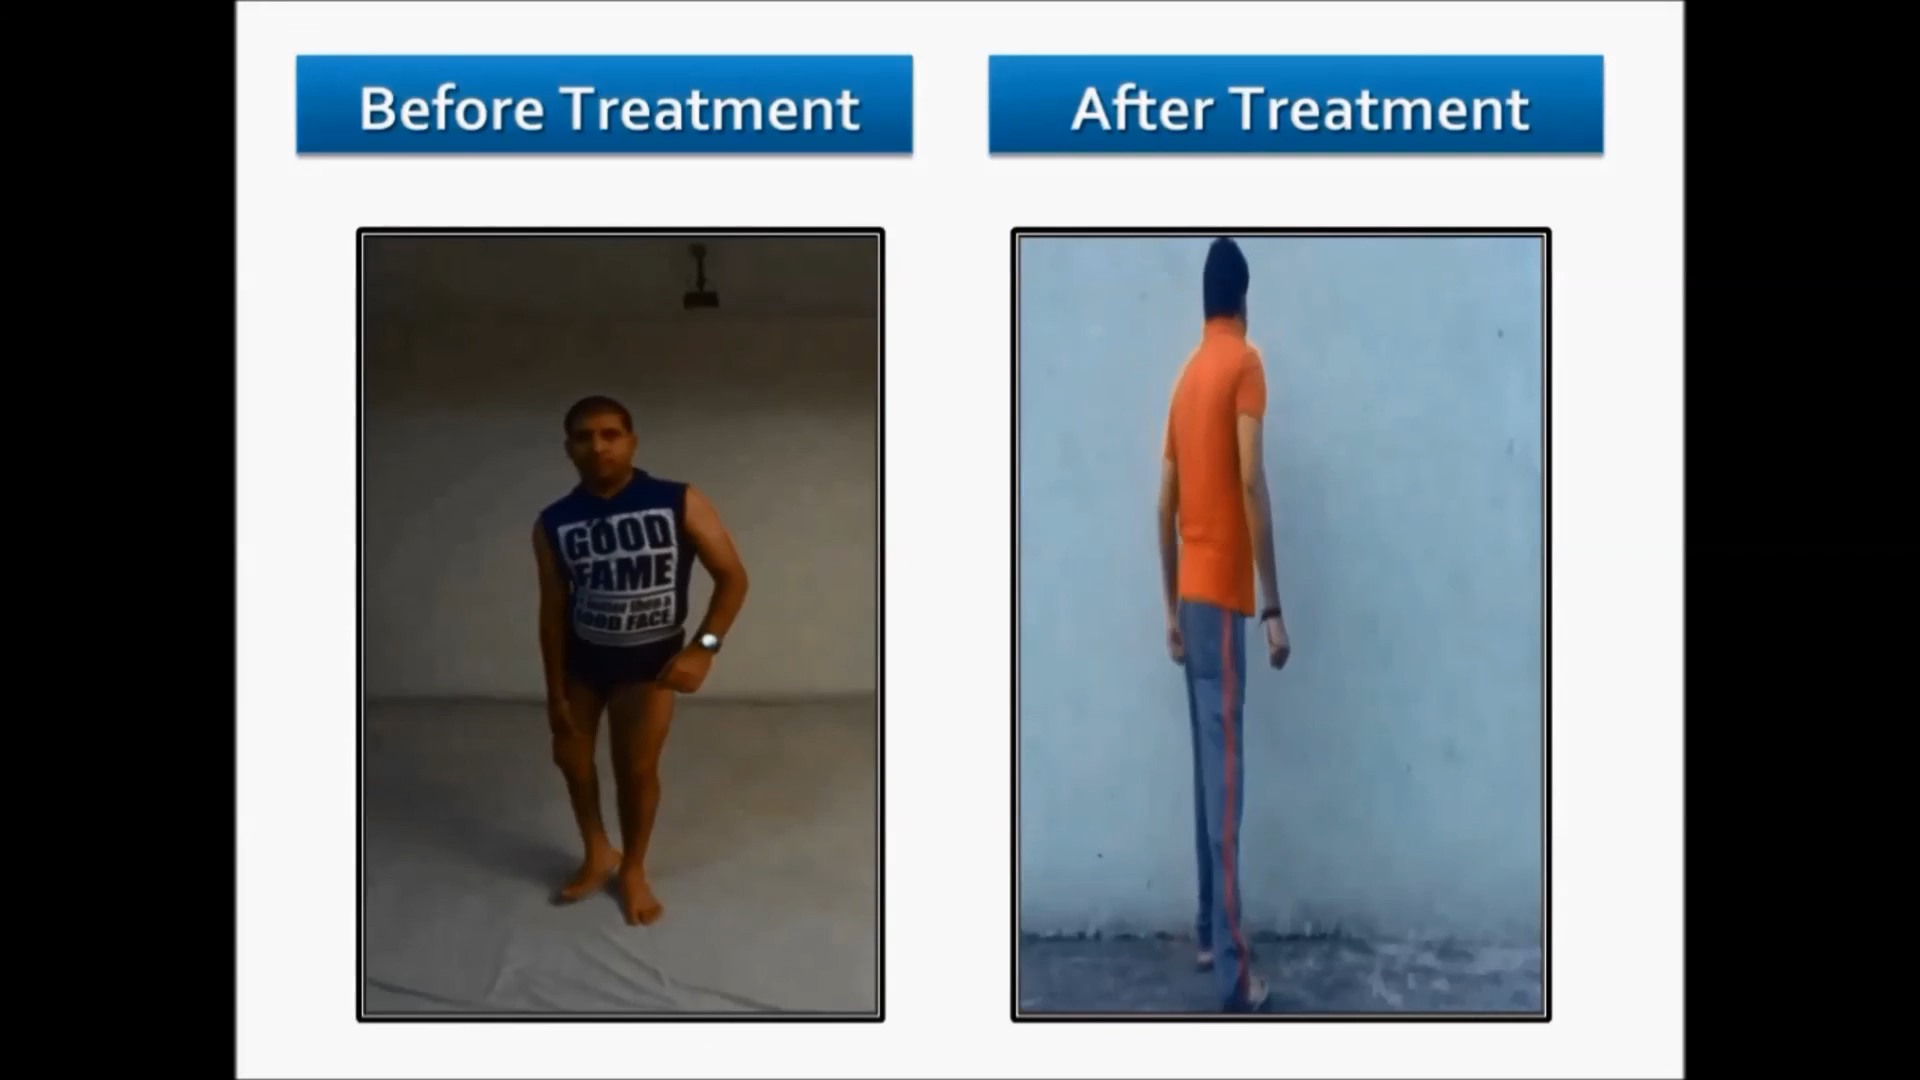 Before Treatment
After Treatment
GOOD
FAME
GOOD FACE